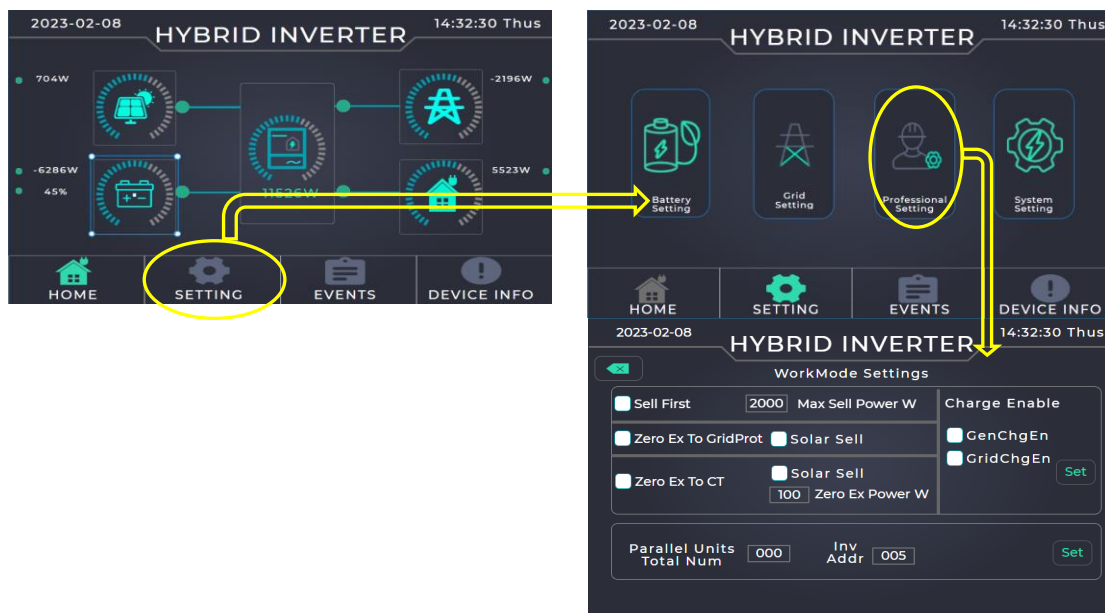 2023-02-08
HYBRID INVERTER
14:32:30 Thus
704W
-2196W
-6286W
45%
11526W
5523W
HOME
SETTING
EVENTS
DEVICE INFO
2023-02-08
HYBRID INVERTER
14:32:30 Thus
Battery
Setting
Grid
Setting
Professional
Setting
System
Setting
HOME
SETTING
EVENTS
DEVICE INFO
2023-02-08
HYBRID INVERTER
14:32:30 Thus
WorkMode Settings
Sell First 2000 Max Sell Power W
Charge Enable
Zero Ex To GridProt Solar Sell
GenChgEn
GridChgEn
Set
Zero Ex To CT
Solar Sell
100 Zero Ex Power W
Parallel Units
Total Num
000
Inv
Addr
005
Set